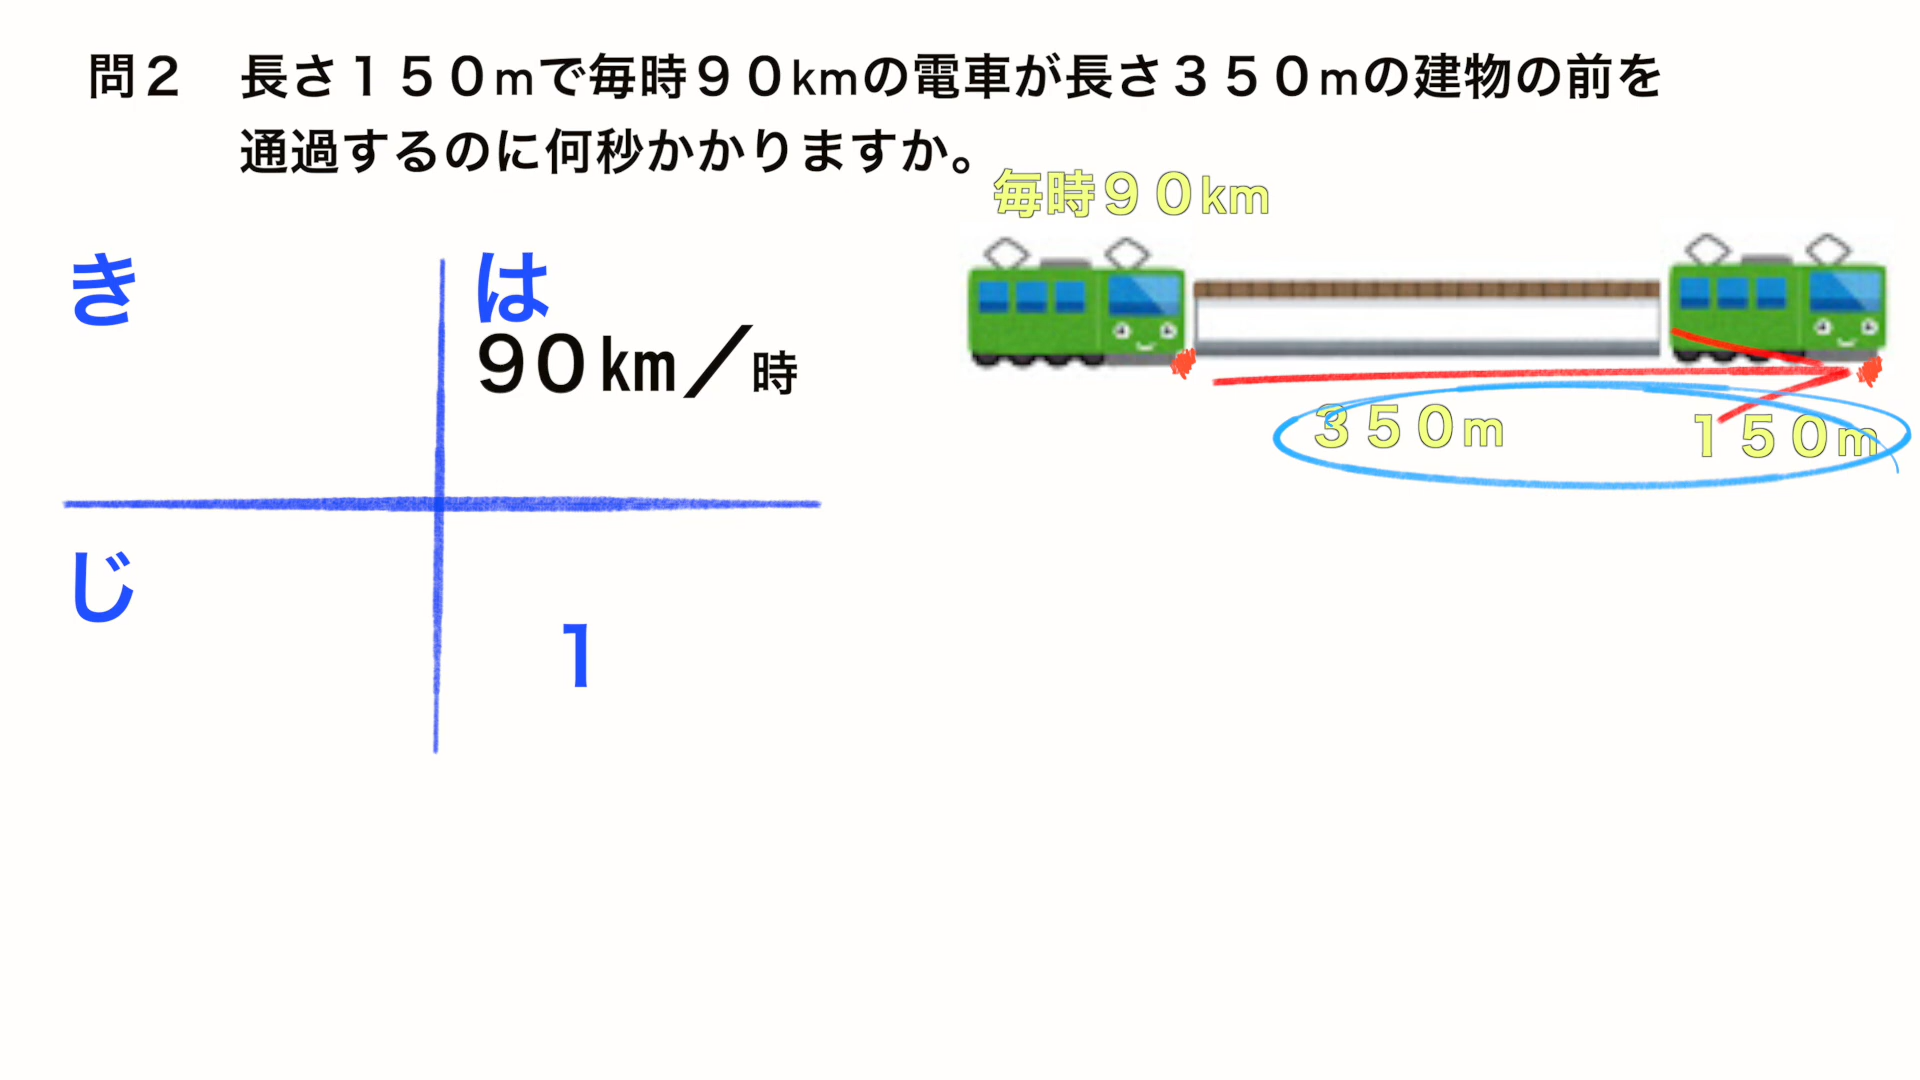 問２　長さ１５０mで毎時９０kmの電車が長さ３５０mの建物の前を
通過するのに何秒かかりますか。
毎時９０km
き
は
９０km／時
３５０m
１５０m
じ
1